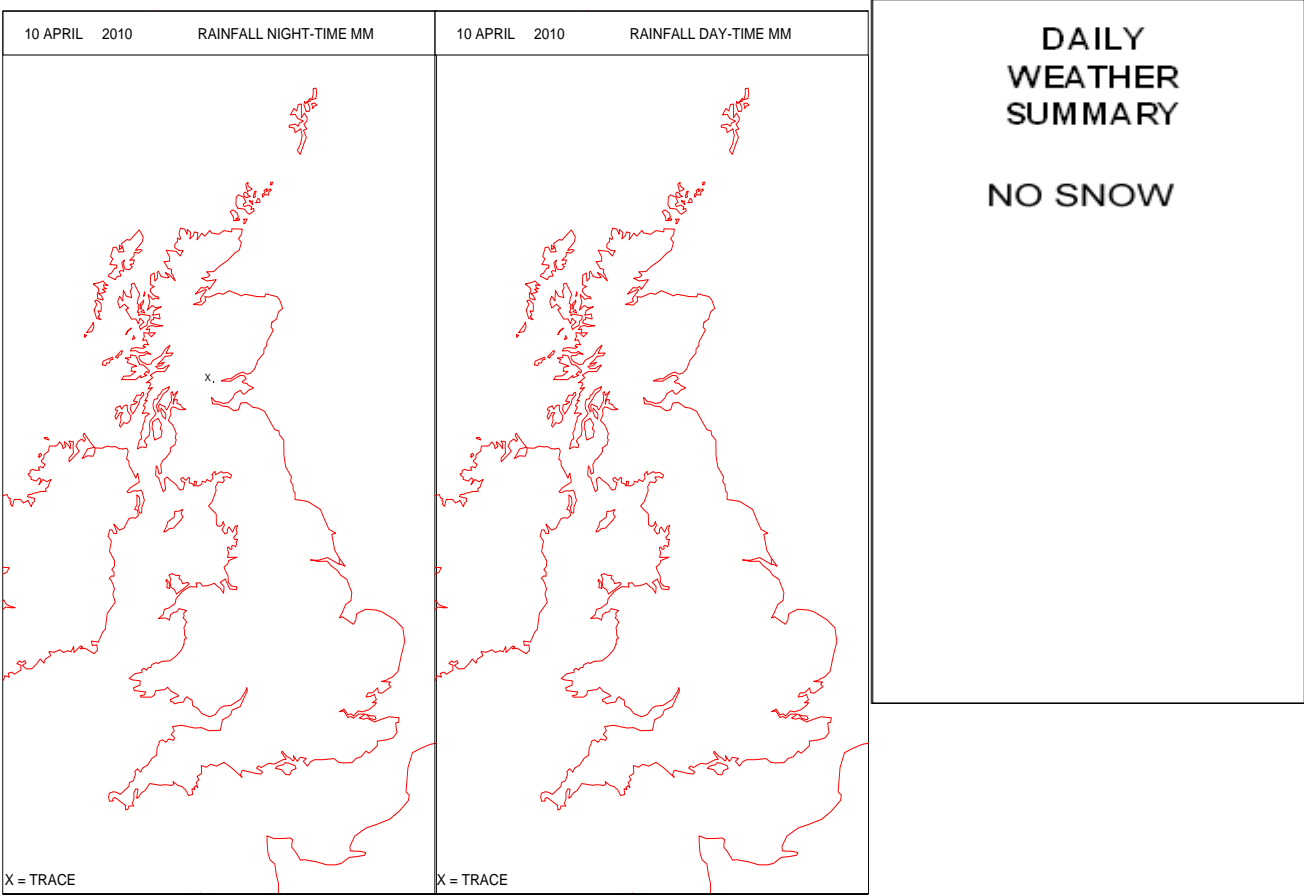 10 APRIL 2010 RAINFALL NIGHT-TIME MM
X.
X = TRACE
10 APRIL 2010 RAINFALL DAY-TIME MM
X = TRACE
DAILY
WEATHER
SUMMARY
NO SNOW